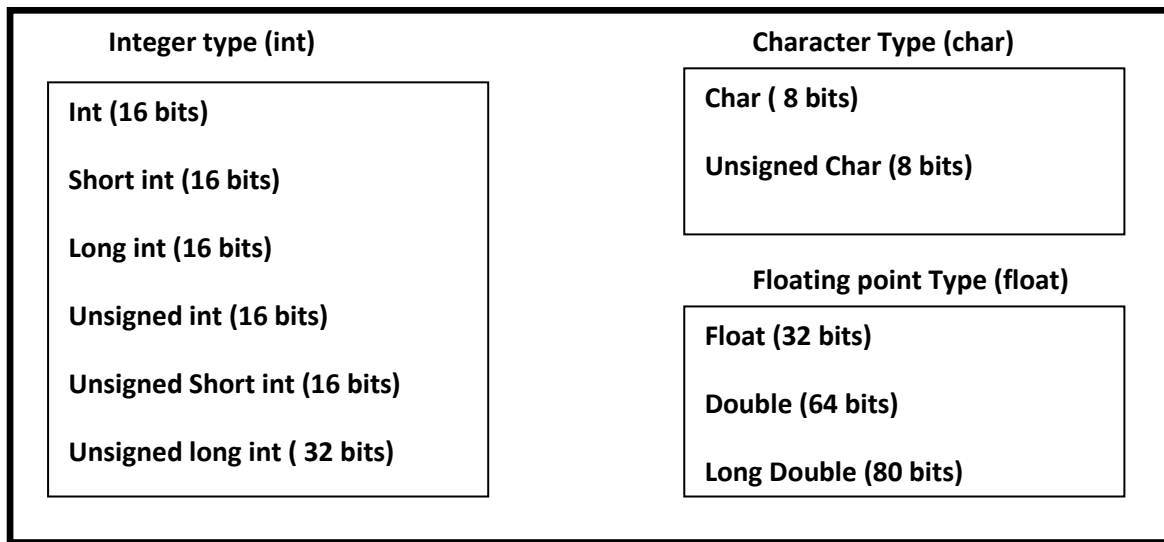 Integer type (int)
Int (16 bits)
Short int (16 bits)
Long int (16 bits)
Unsigned int (16 bits)
Unsigned Short int (16 bits)
Unsigned long int ( 32 bits)
Character Type (char)
Char ( 8 bits)
Unsigned Char (8 bits)
Floating point Type (float)
Float (32 bits)
Double (64 bits)
Long Double (80 bits)